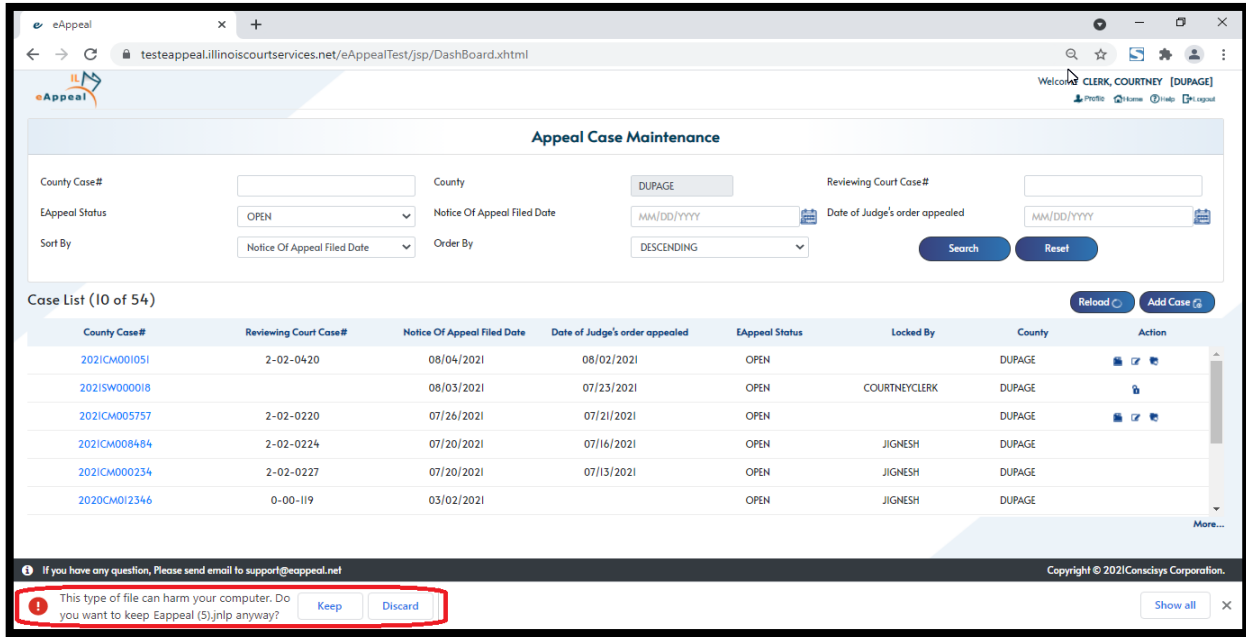 eAppeal
testeappeal.illinoiscourtservices.net/eAppealTest/jsp/DashBoard.xhtml
IL
eAppeal
Welcome CLERK, COURTNEY [DUPAGE]
Profile Home Help Logout
Appeal Case Maintenance
County Case# County DUPAGE Reviewing Court Case#
EAppeal Status OPEN Notice Of Appeal Filed Date MM/DD/YYYY Date of Judge's order appealed MM/DD/YYYY
Sort By Notice Of Appeal Filed Date Order By DESCENDING Search Reset
Case List (10 of 54) Reload Add Case
County Case# Reviewing Court Case# Notice Of Appeal Filed Date Date of Judge's order appealed EAppeal Status Locked By County Action
2021CM001051 2-02-0420 08/04/2021 08/02/2021 OPEN DUPAGE
2021SW000018 08/03/2021 07/23/2021 OPEN COURTNEYCLERK DUPAGE
2021CM005757 2-02-0220 07/26/2021 07/21/2021 OPEN DUPAGE
2021CM008484 2-02-0224 07/20/2021 07/16/2021 OPEN JIGNESH DUPAGE
2021CM000234 2-02-0227 07/20/2021 07/13/2021 OPEN JIGNESH DUPAGE
2020CM012346 0-00-119 03/02/2021 OPEN JIGNESH DUPAGE
More...
If you have any question, Please send email to support@eappeal.net Copyright © 2021Conscisys Corporation.
This type of file can harm your computer. Do
you want to keep Eappeal (5).jnlp anyway? Keep Discard Show all